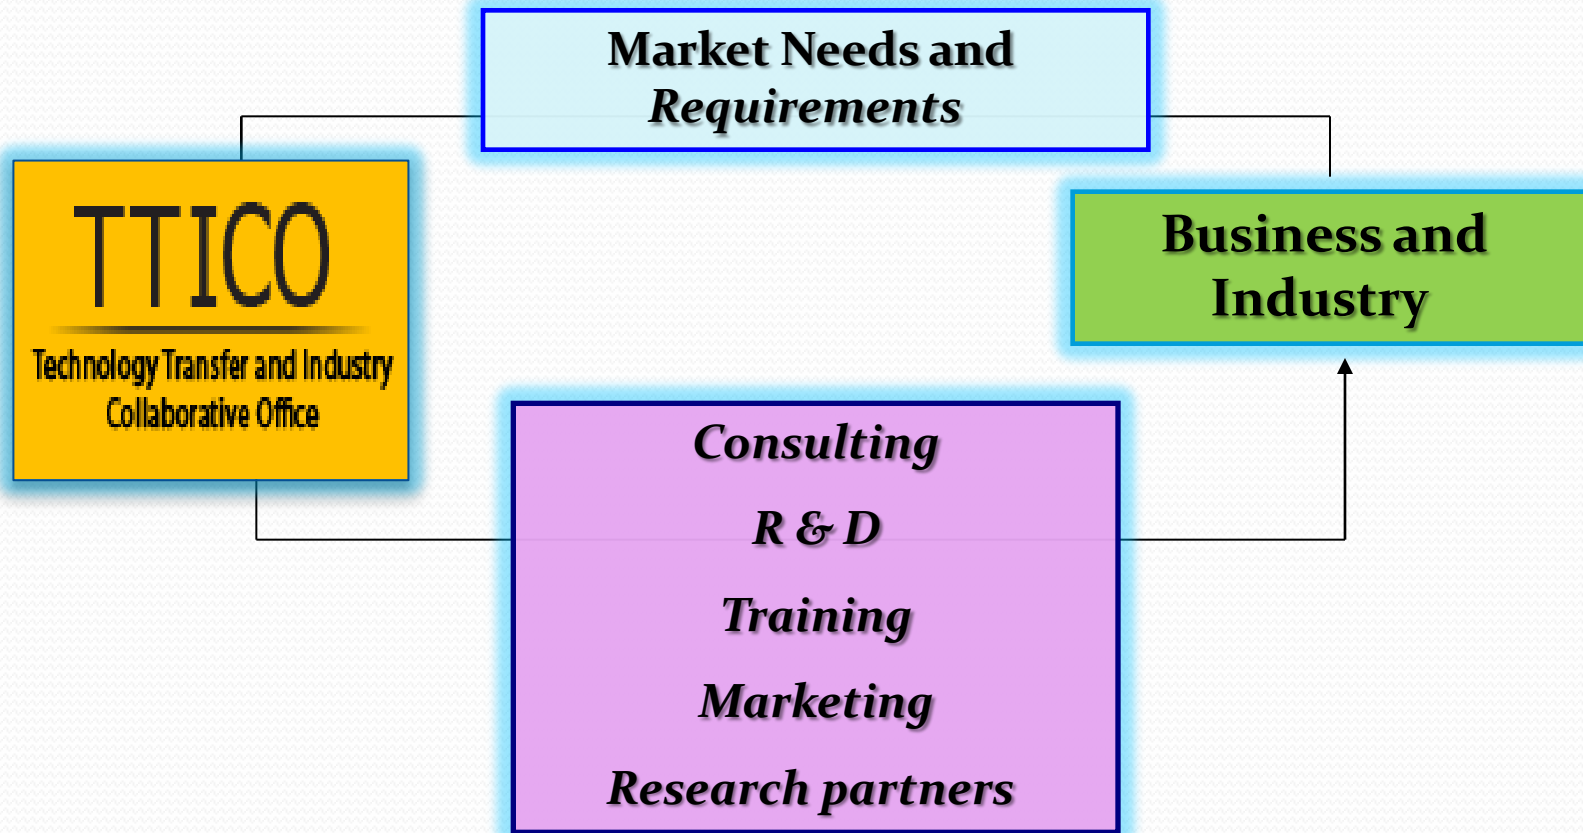 Market Needs and
Requirements
TTICO
Technology Transfer and Industry
Collaborative Office
Business and
Industry
Consulting
R & D
Training
Marketing
Research partners